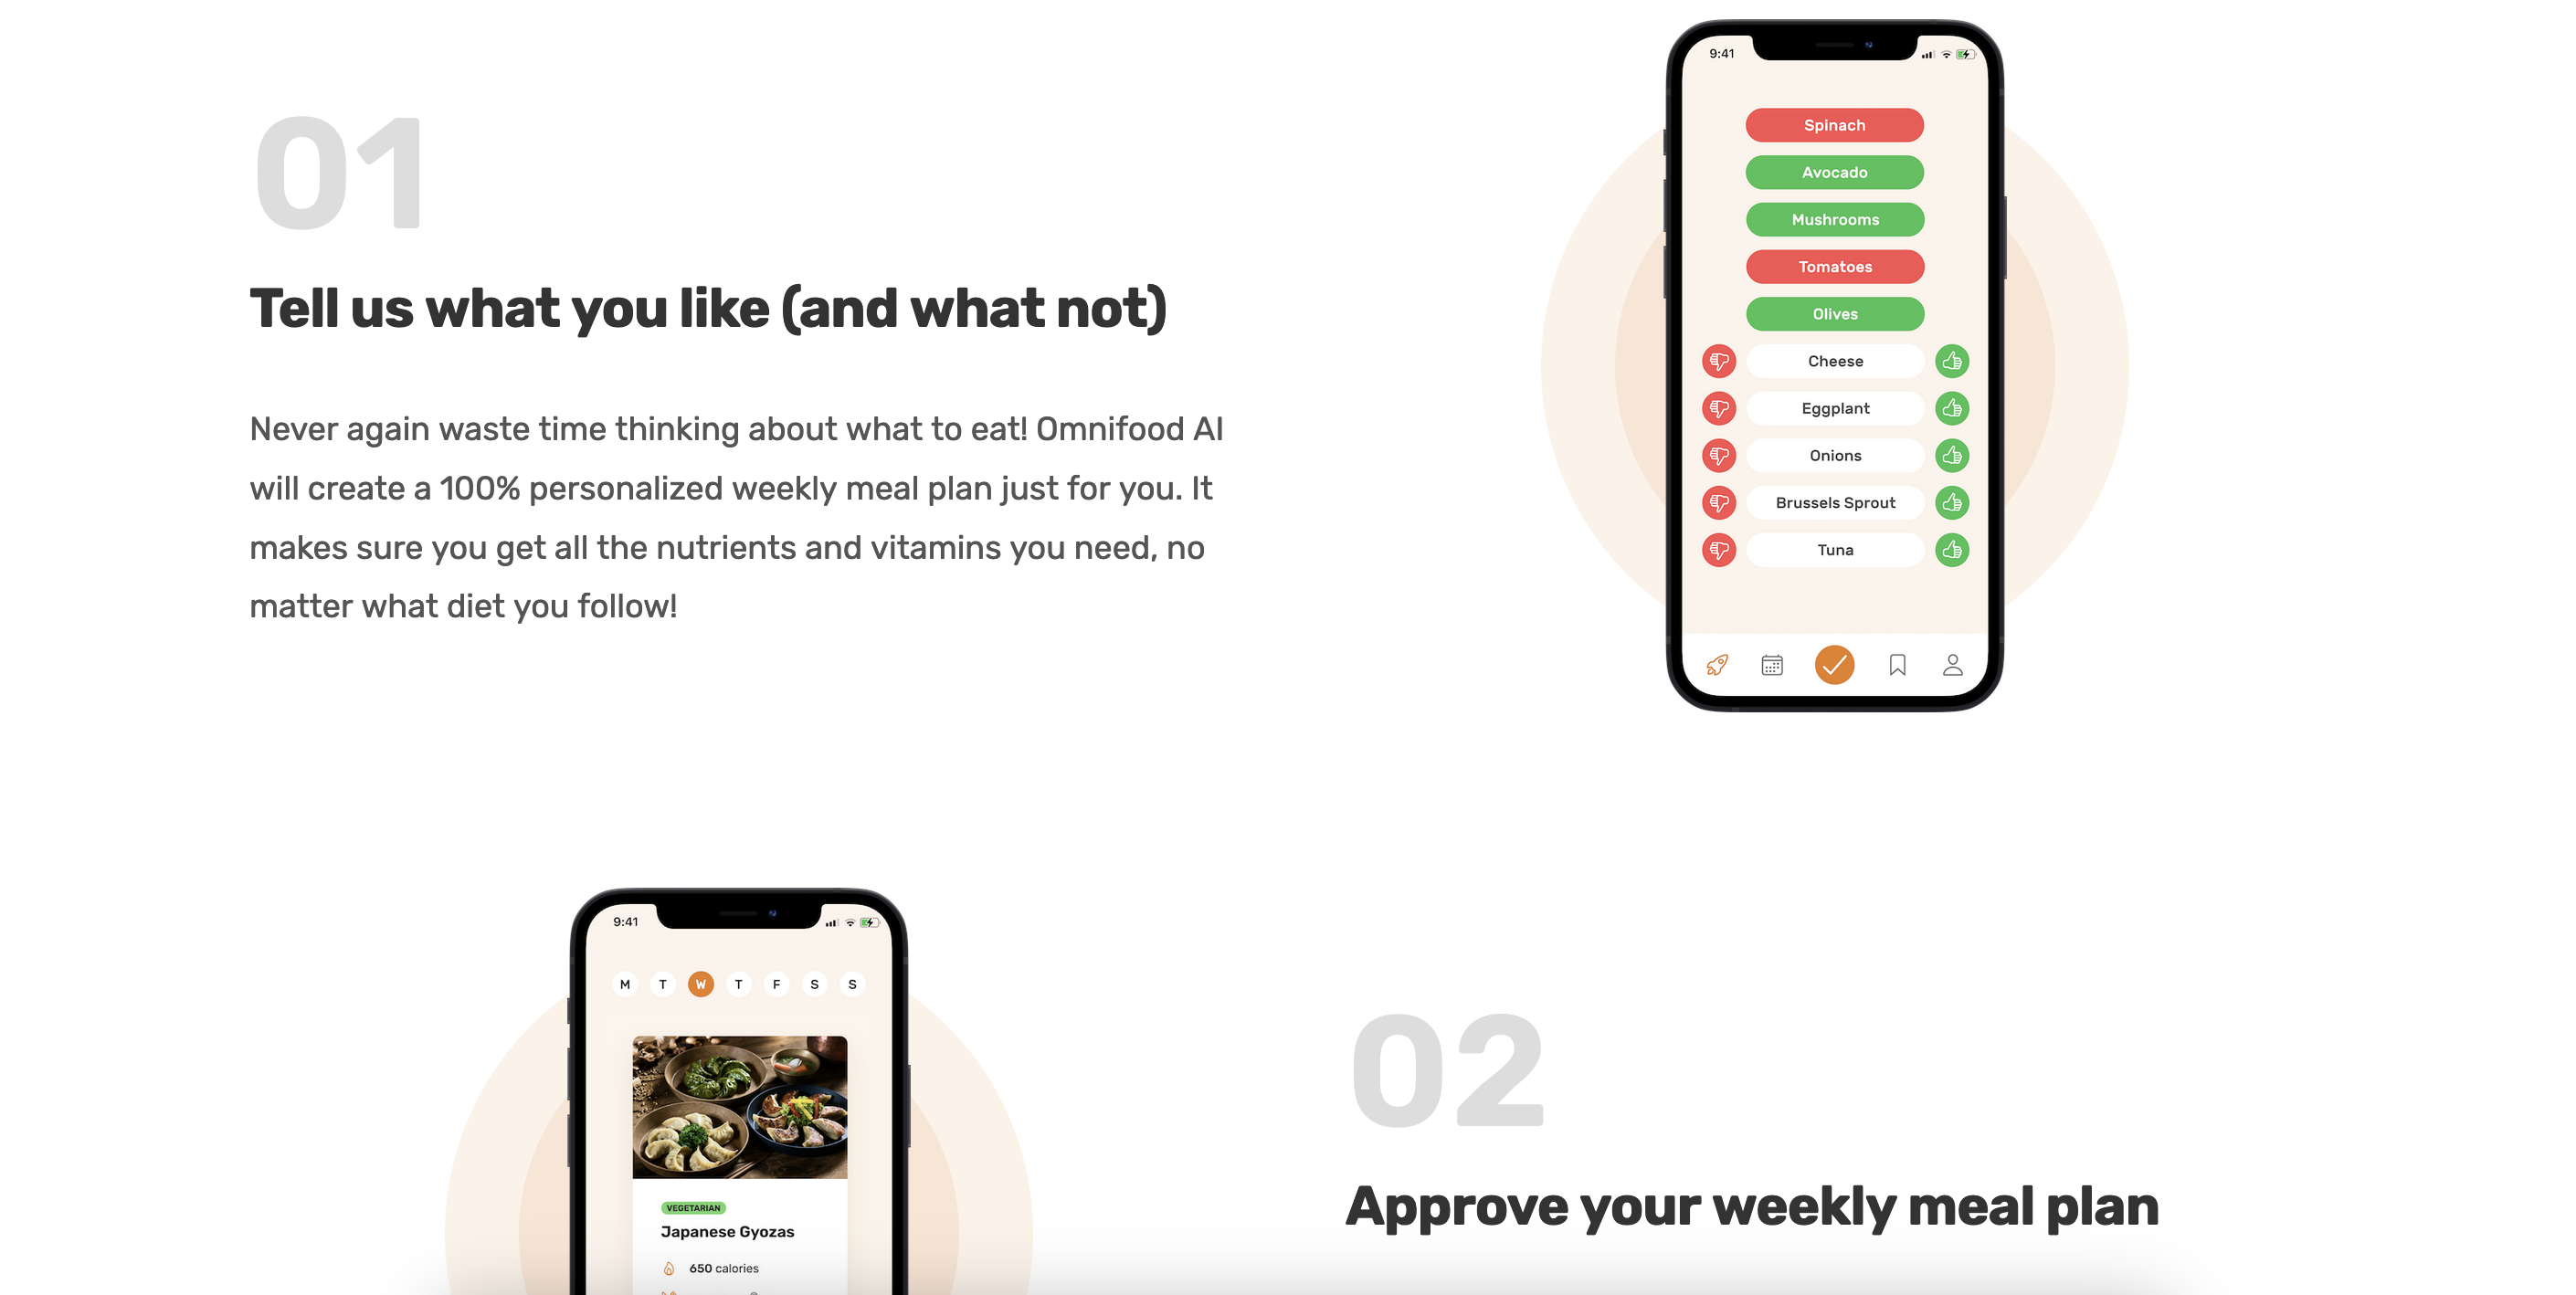 01
Tell us what you like (and what not)
Never again waste time thinking about what to eat! Omnifood AI
will create a 100% personalized weekly meal plan just for you. It
makes sure you get all the nutrients and vitamins you need, no
matter what diet you follow!
9:41
Spinach
Avocado
Mushrooms
Tomatoes
Olives
Cheese
Eggplant
Onions
Brussels Sprout
Tuna
9:41
M T W T F S S
VEGETARIAN
Japanese Gyozas
650 calories
02
Approve your weekly meal plan